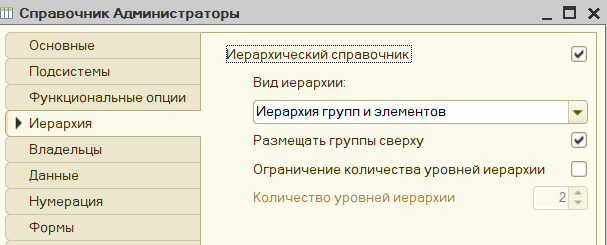 Справочник Администраторы
Основные
Подсистемы
Функциональные опции
Иерархия
Владельцы
Данные
Нумерация
Формы
Иерархический справочник
Вид иерархии:
Иерархия групп и элементов
Размещать группы сверху
Ограничение количества уровней иерархии
Количество уровней иерархии
2